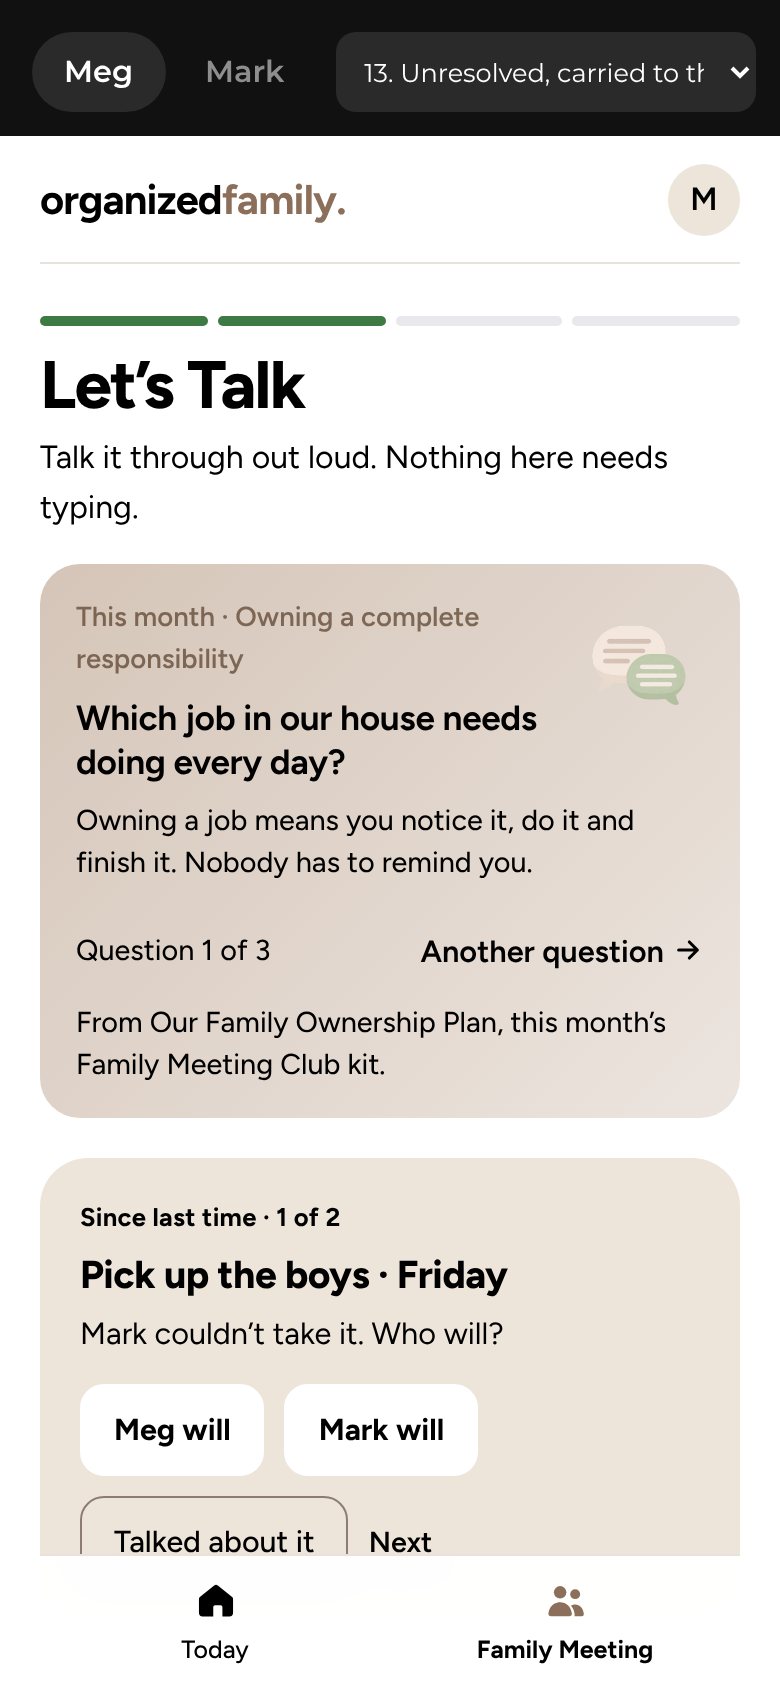 Meg
Mark
13. Unresolved, carried to th
organizedfamily.
M
Let’s Talk
Talk it through out loud. Nothing here needs
typing.
This month · Owning a complete
responsibility
Which job in our house needs
doing every day?
Owning a job means you notice it, do it and
finish it. Nobody has to remind you.
Question 1 of 3
Another question →
From Our Family Ownership Plan, this month’s
Family Meeting Club kit.
Since last time · 1 of 2
Pick up the boys · Friday
Mark couldn’t take it. Who will?
Meg will
Mark will
Talked about it
Next
Today
Family Meeting